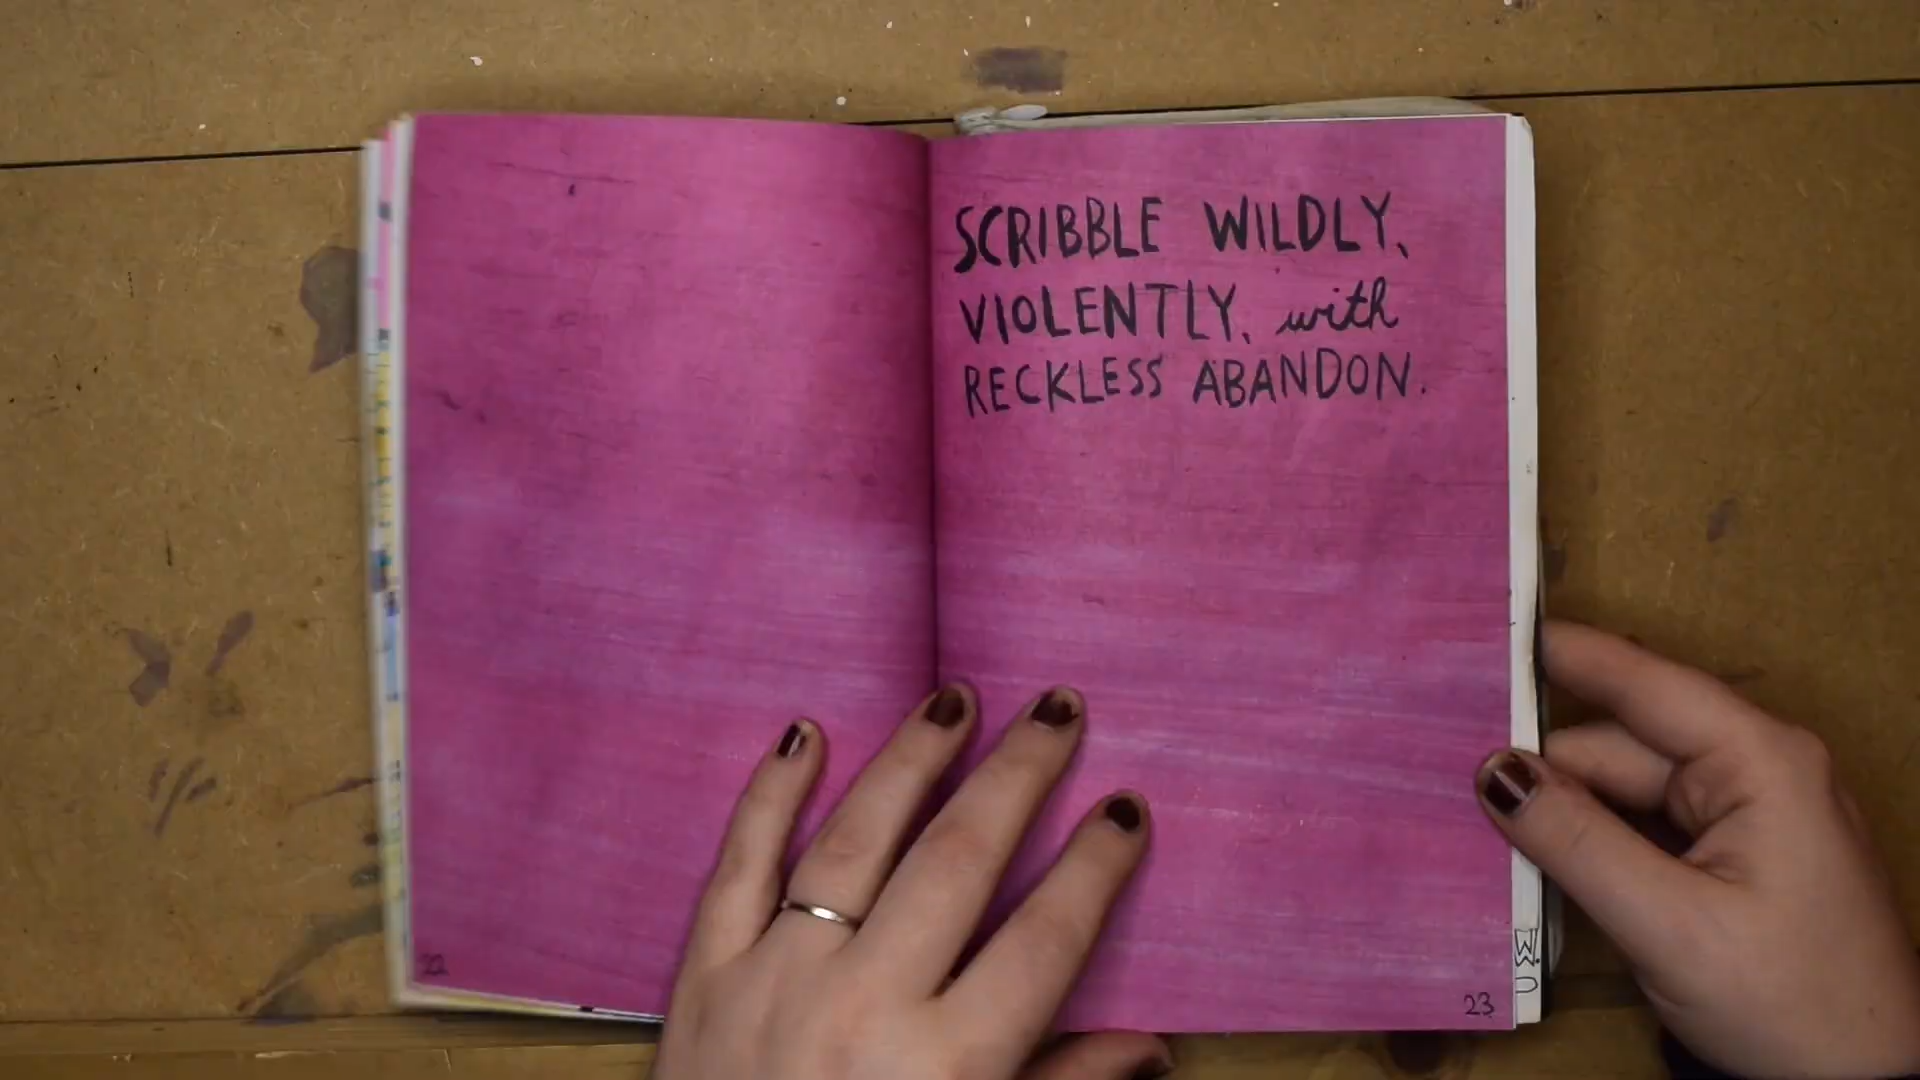 SCRIBBLE WILDLY,
VIOLENTLY, with
RECKLESS ABANDON.
22
23
W.